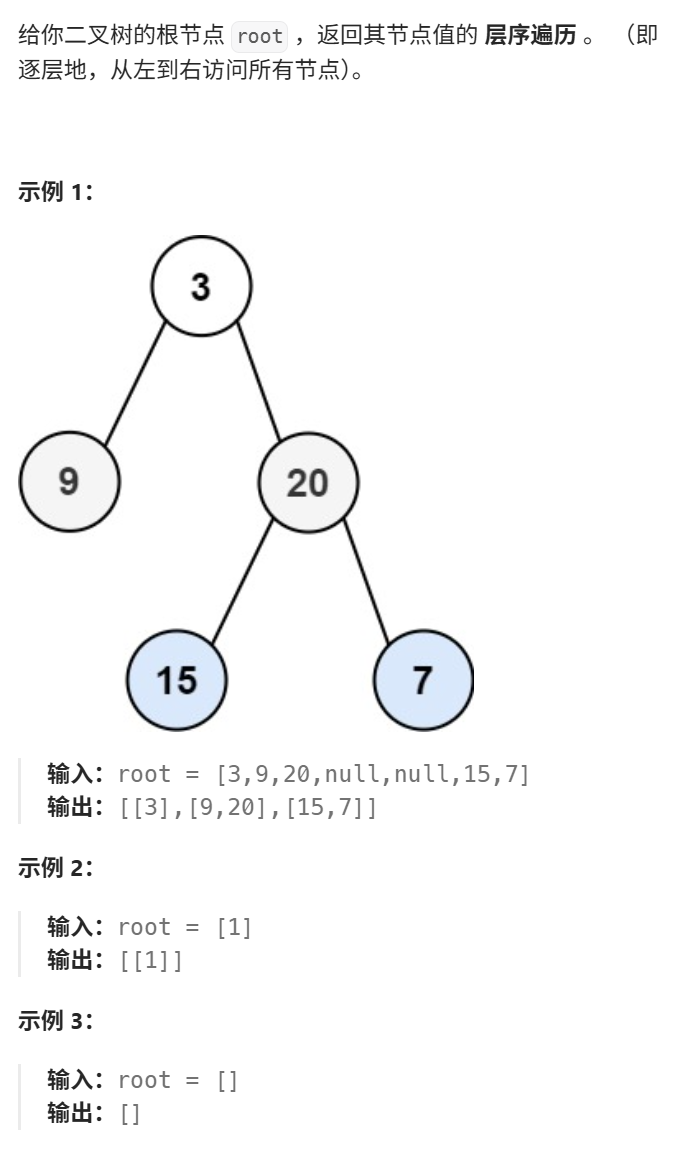 给你二叉树的根节点 root ，返回其节点值的 层序遍历 。 （即
逐层地，从左到右访问所有节点）。
示例 1：
3
9
20
15
7
输入：root = [3,9,20,null,null,15,7]
输出：[[3],[9,20],[15,7]]
示例 2：
输入：root = [1]
输出：[[1]]
示例 3：
输入：root = []
输出：[]